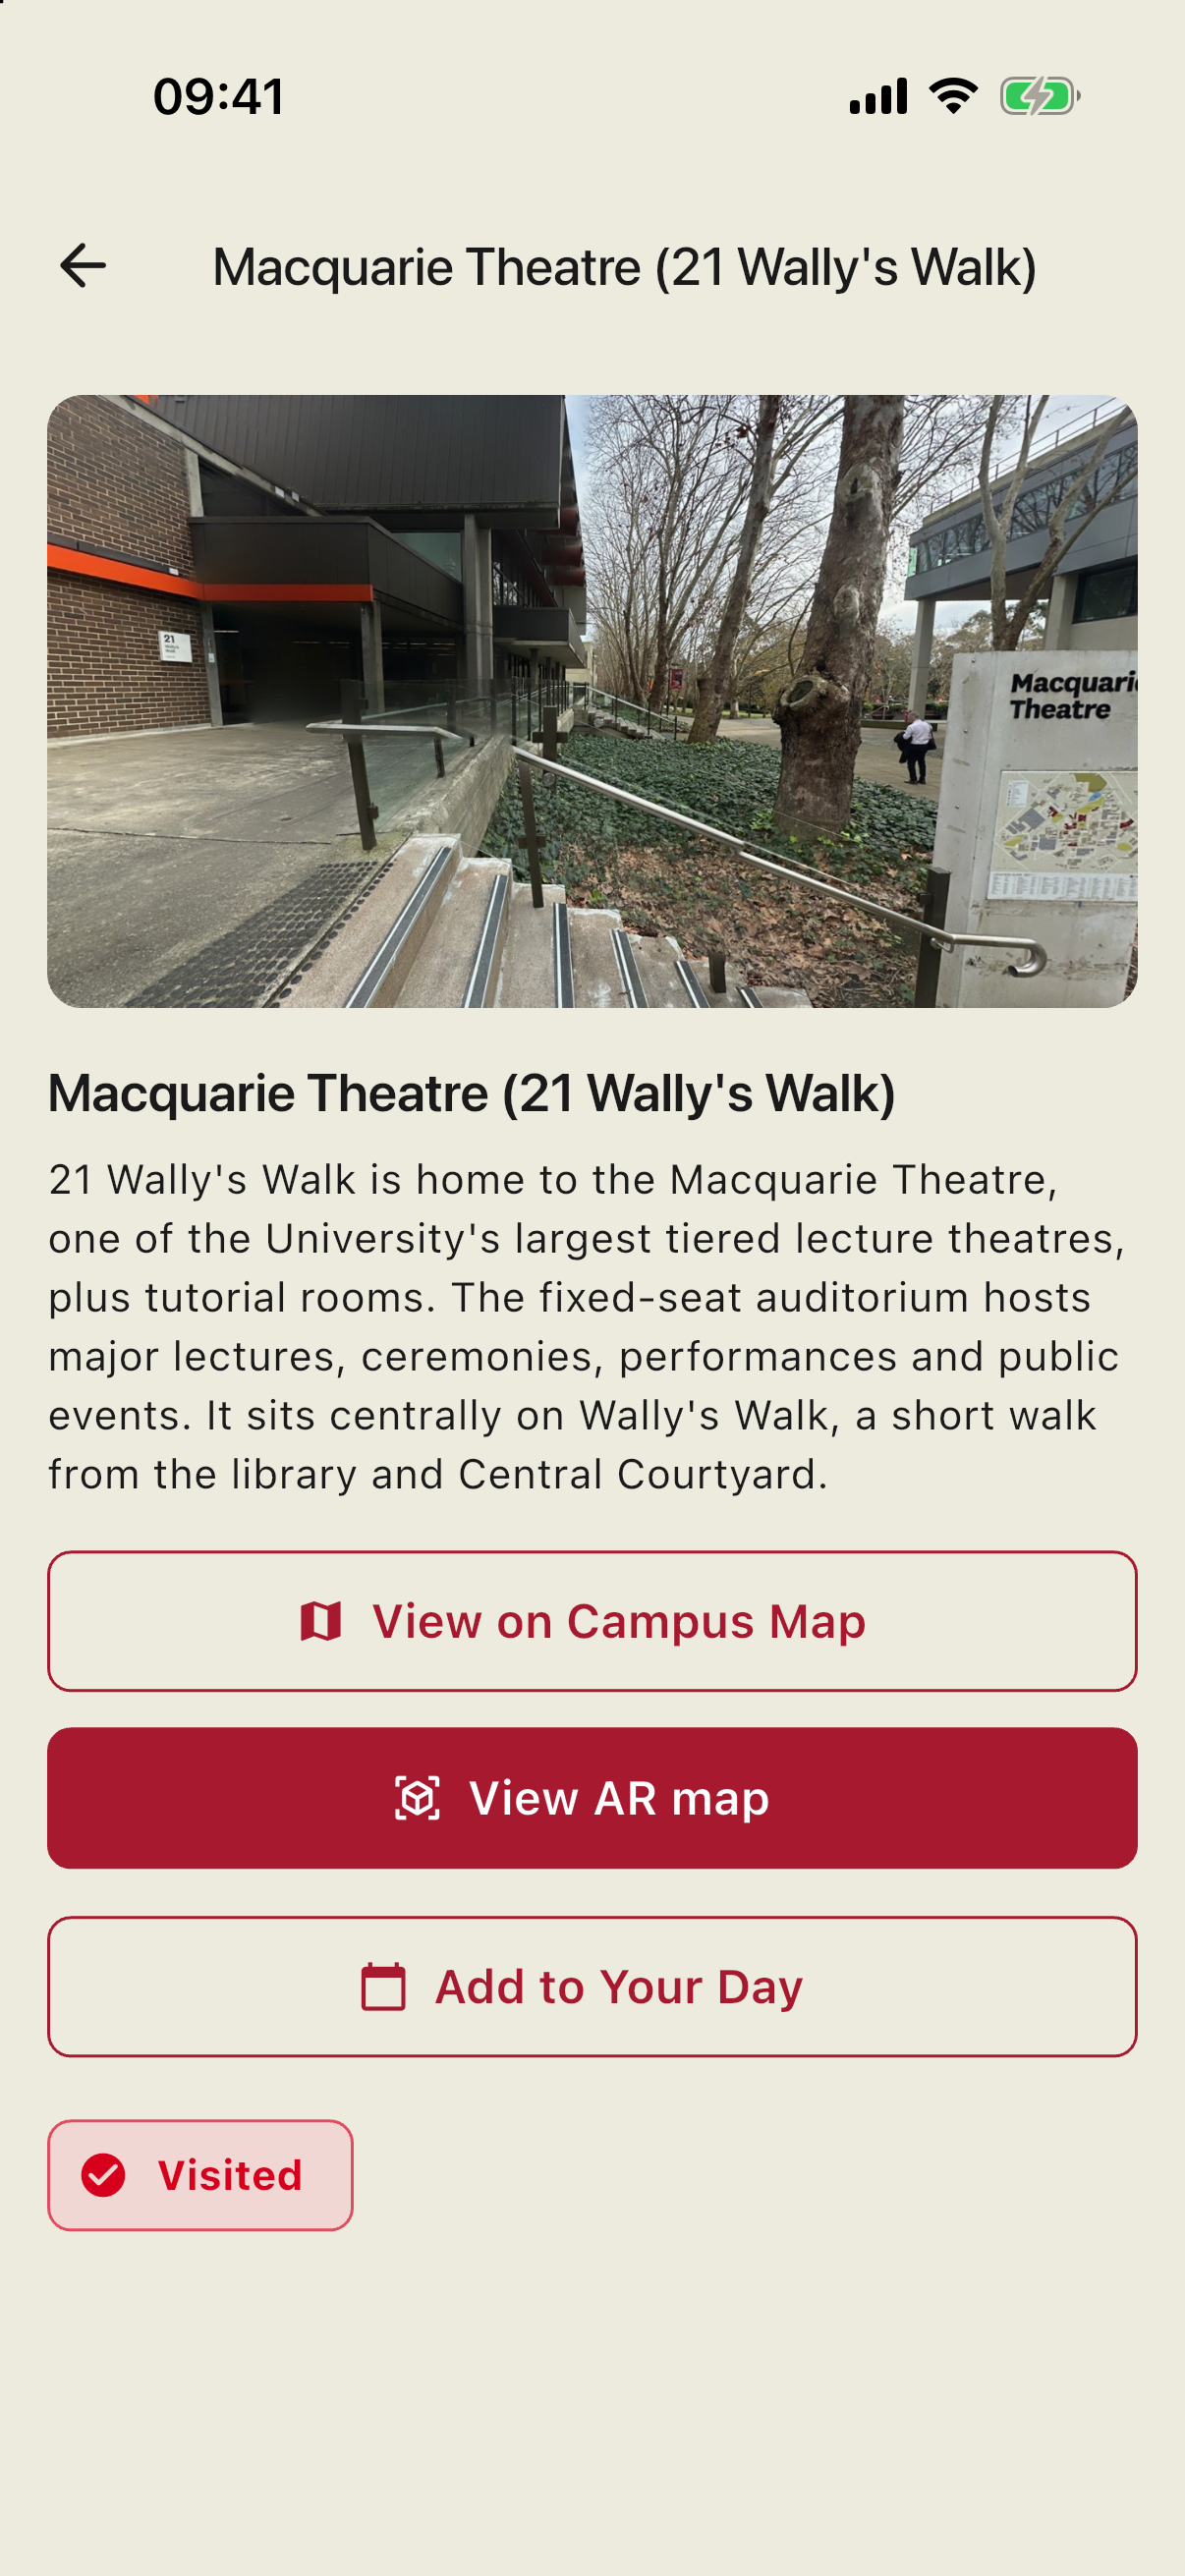 09:41
Macquarie Theatre (21 Wally's Walk)
21
Macquarie
Theatre
Macquarie Theatre (21 Wally's Walk)
21 Wally's Walk is home to the Macquarie Theatre,
one of the University's largest tiered lecture theatres,
plus tutorial rooms. The fixed-seat auditorium hosts
major lectures, ceremonies, performances and public
events. It sits centrally on Wally's Walk, a short walk
from the library and Central Courtyard.
View on Campus Map
View AR map
Add to Your Day
Visited